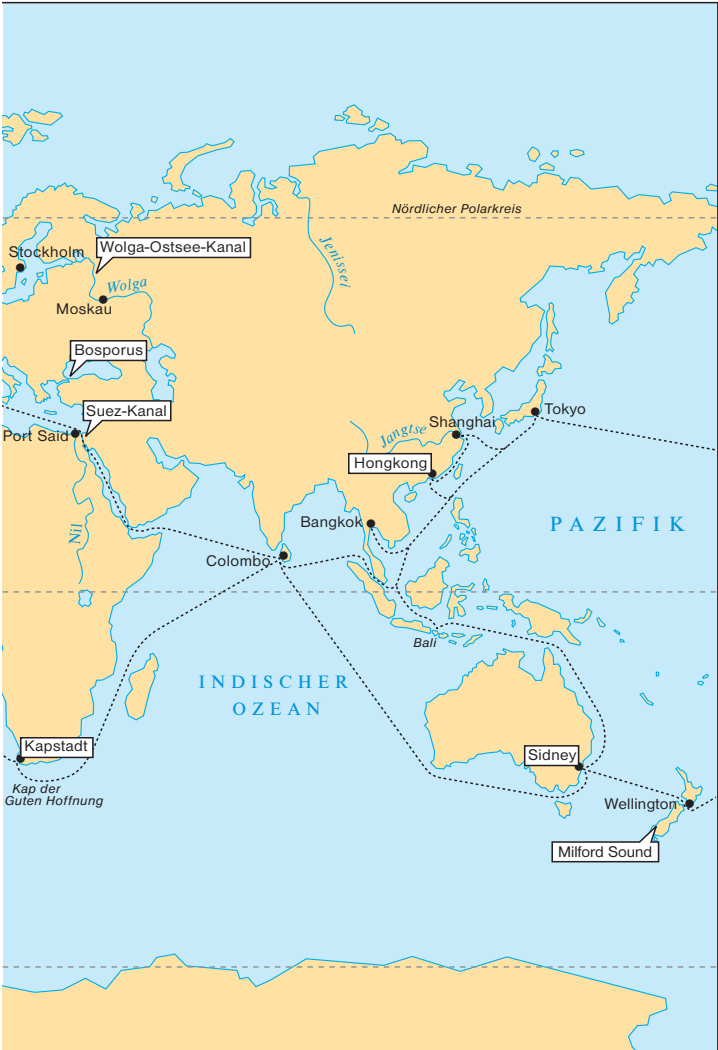 Nördlicher Polarkreis
Stockholm
Wolga-Ostsee-Kanal
Jenissei
Wolga
Moskau
Bosporus
Suez-Kanal
Tokyo
Shanghai
Jangtse
Port Said
Hongkong
Bangkok
PAZIFIK
Nil
Colombo
Bali
INDISCHER
OZEAN
Kapstadt
Sidney
Kap der
Guten Hoffnung
Wellington
Milford Sound